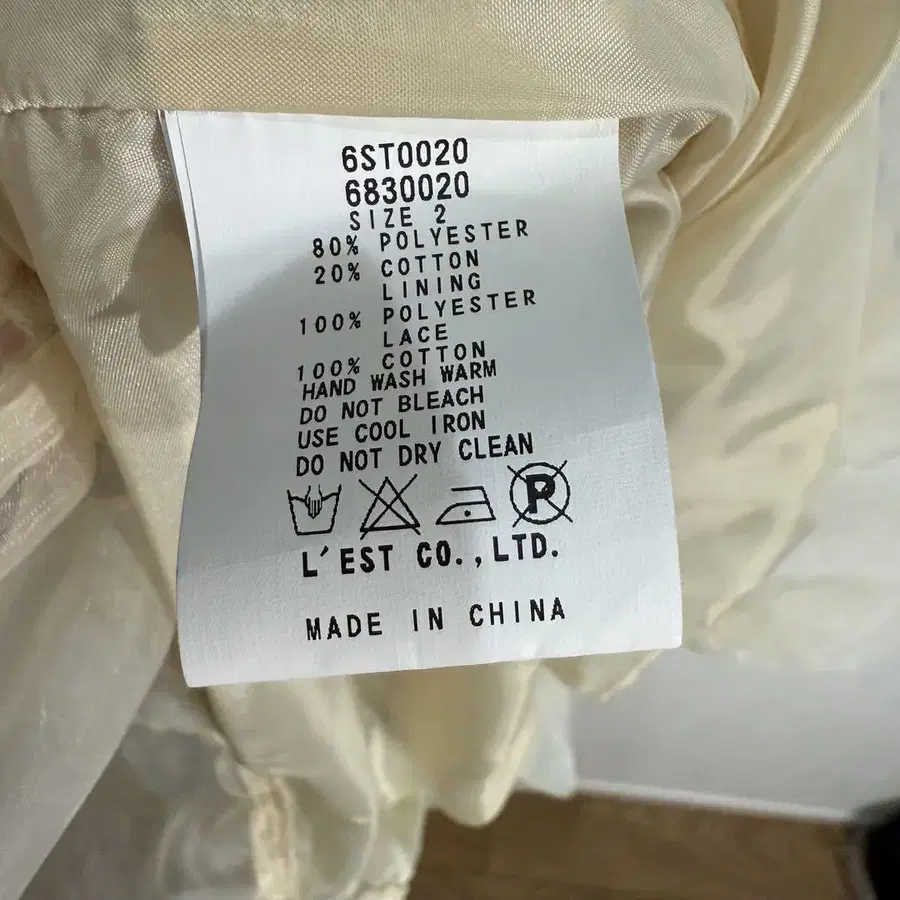 6ST0020
6830020
SIZE 2
80% POLYESTER
20% COTTON
LINING
100% POLYESTER
LACE
100% COTTON
HAND WASH WARM
DO NOT BLEACH
USE COOL IRON
DO NOT DRY CLEAN
P
L'EST CO.,LTD.
MADE IN CHINA